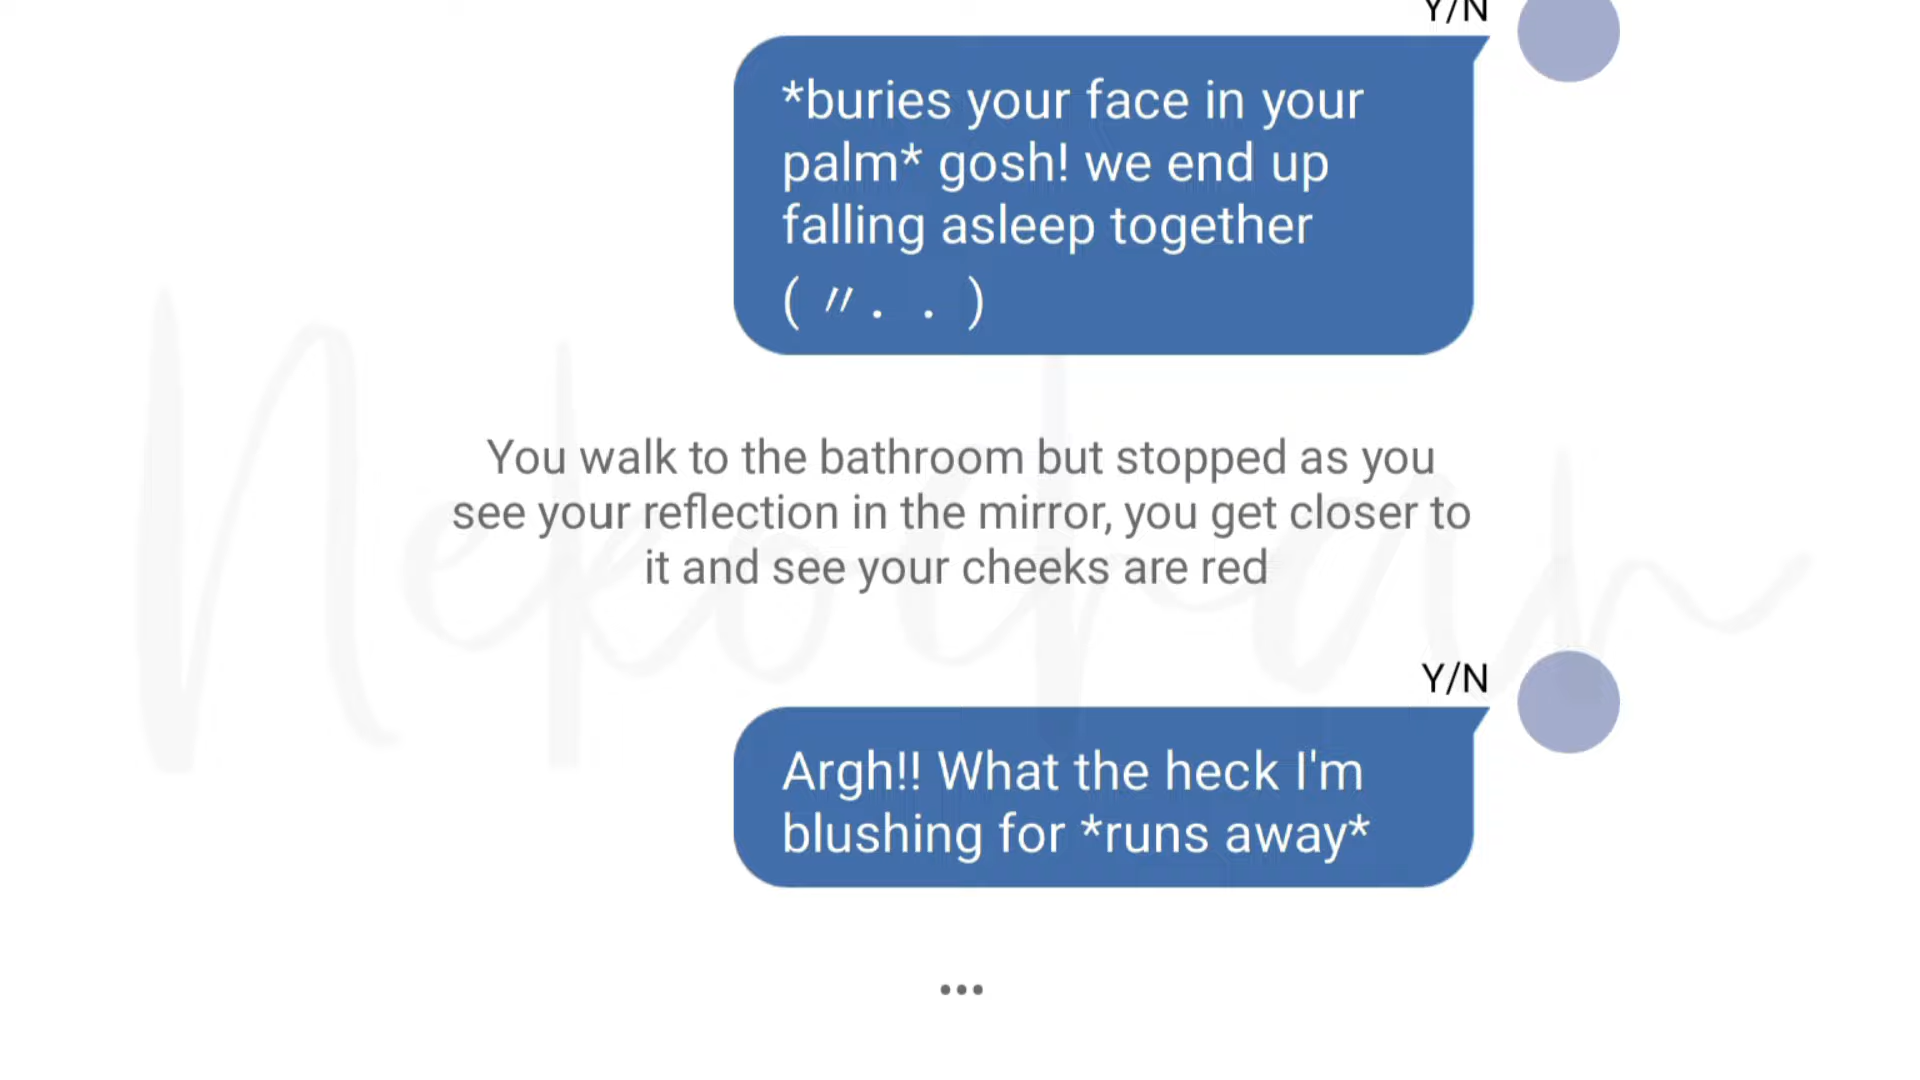 Y/N
*buries your face in your
palm* gosh! we end up
falling asleep together
(〃. . )
You walk to the bathroom but stopped as you
see your reflection in the mirror, you get closer to
it and see your cheeks are red
Nekochan
Y/N
Argh!! What the heck I'm
blushing for *runs away*
...